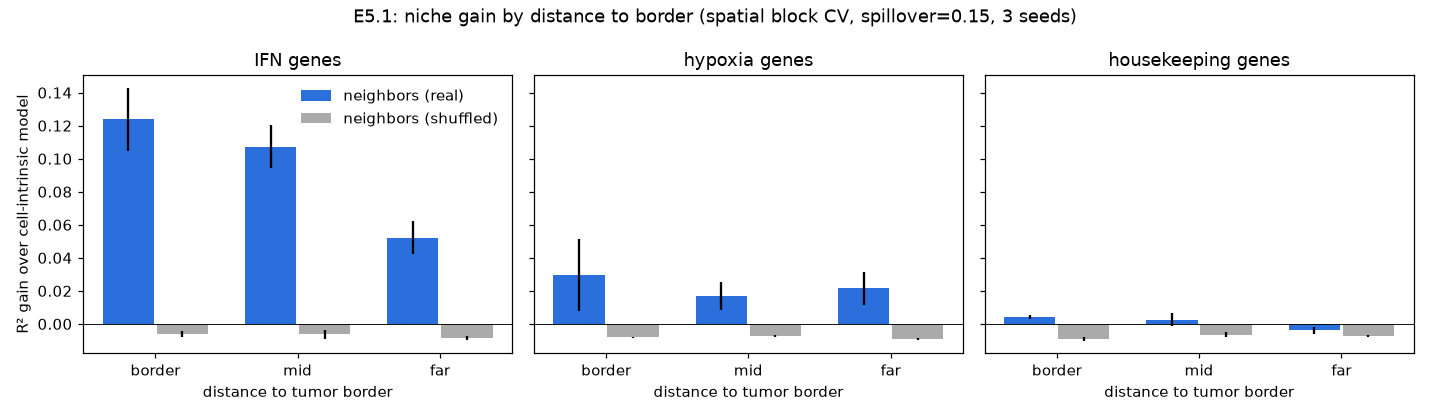 E5.1: niche gain by distance to border (spatial block CV, spillover=0.15, 3 seeds)
IFN genes
hypoxia genes
housekeeping genes
R² gain over cell-intrinsic model
0.14
0.12
0.10
0.08
0.06
0.04
0.02
0.00
neighbors (real)
neighbors (shuffled)
border mid far
border mid far
border mid far
distance to tumor border
distance to tumor border
distance to tumor border